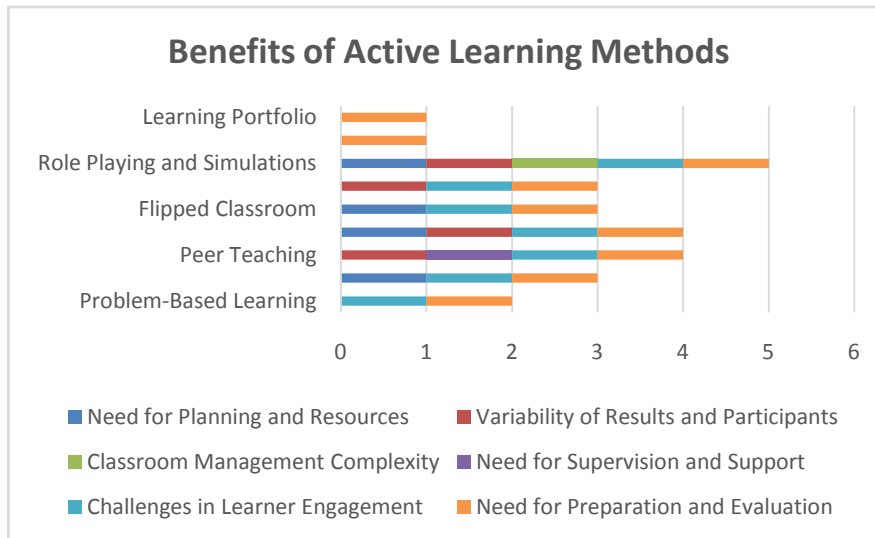 Benefits of Active Learning Methods
Learning Portfolio
Role Playing and Simulations
Flipped Classroom
Peer Teaching
Problem-Based Learning
0 1 2 3 4 5 6
Need for Planning and Resources Variability of Results and Participants
Classroom Management Complexity Need for Supervision and Support
Challenges in Learner Engagement Need for Preparation and Evaluation